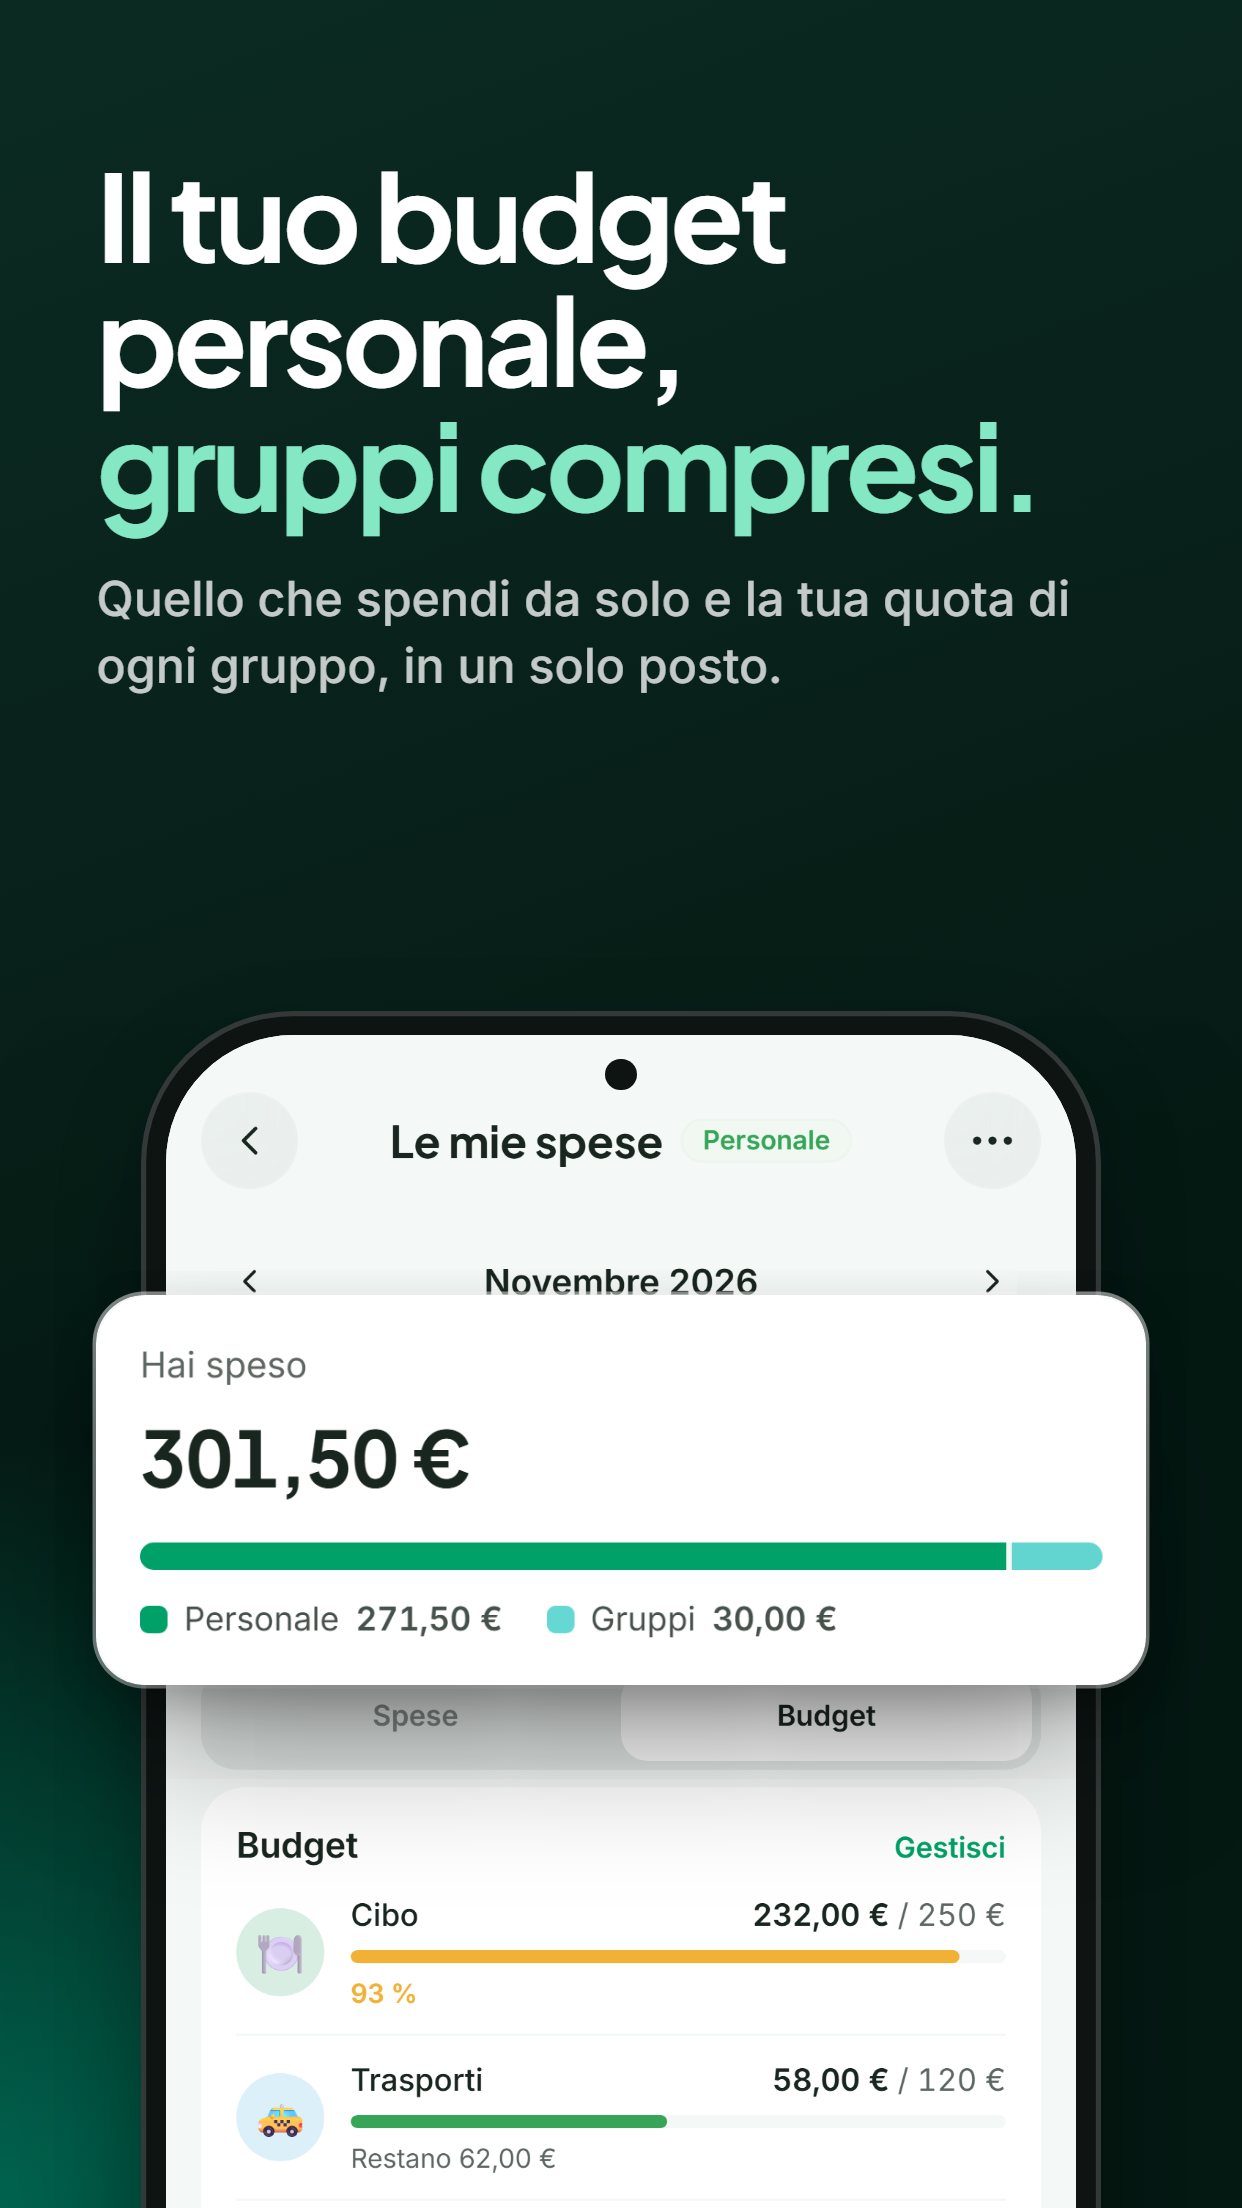 Il tuo budget
personale,
gruppi compresi.
Quello che spendi da solo e la tua quota di
ogni gruppo, in un solo posto.
Le mie spese Personale
Novembre 2026
Hai speso
301,50 €
Personale 271,50 € Gruppi 30,00 €
Spese Budget
Budget Gestisci
Cibo 232,00 € / 250 €
93 %
Trasporti 58,00 € / 120 €
Restano 62,00 €